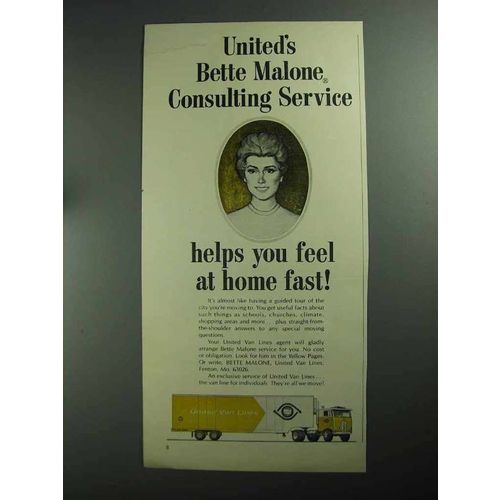 United's
Bette Malone®
Consulting Service
helps you feel
at home fast!
It's almost like having a guided tour of the
city you're moving to. You get useful facts about
such things as schools, churches, climate,
shopping areas and more... plus straight-from-
the-shoulder answers to any special moving
questions.
Your United Van Lines agent will gladly
arrange Bette Malone service for you. No cost
or obligation. Look for him in the Yellow Pages.
Or write, BETTE MALONE, United Van Lines,
Fenton, Mo. 63026.
An exclusive service of United Van Lines...
the van line for individuals. They're all we move!
United Van Lines